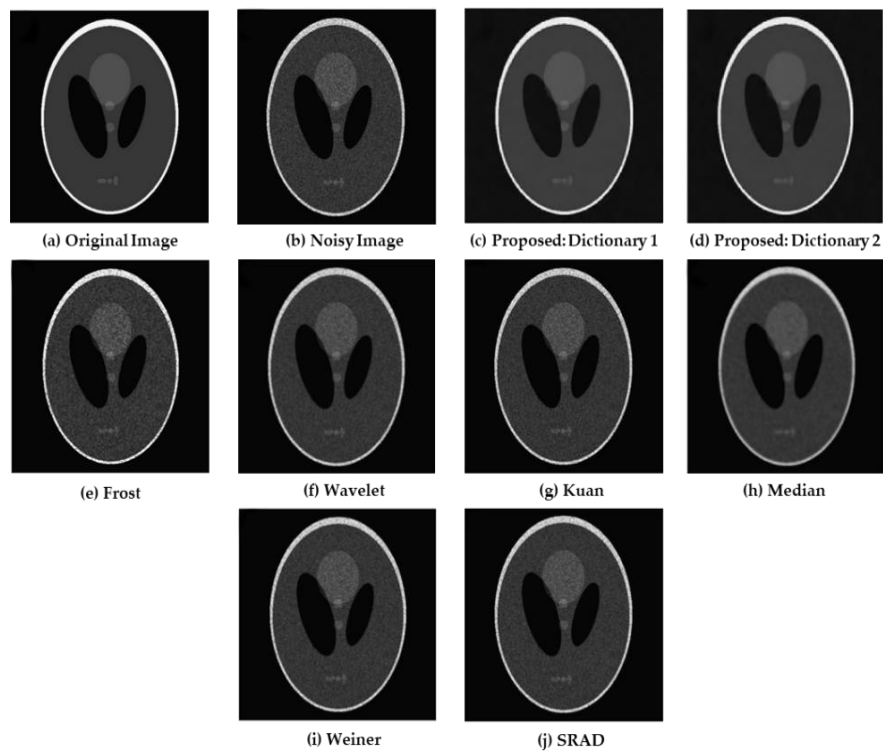 (a) Original Image
(b) Noisy Image
(c) Proposed: Dictionary 1
(d) Proposed: Dictionary 2
(e) Frost
(f) Wavelet
(g) Kuan
(h) Median
(i) Weiner
(j) SRAD